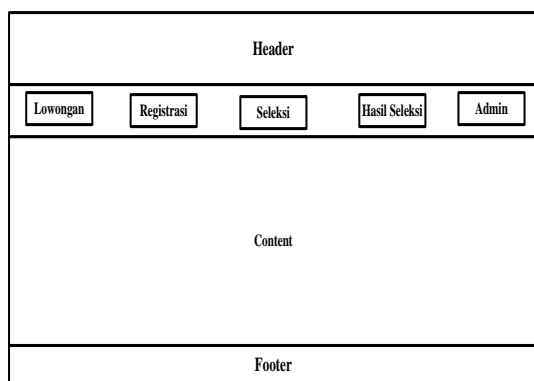 Header
Lowongan Registrasi Seleksi Hasil Seleksi Admin
Content
Footer